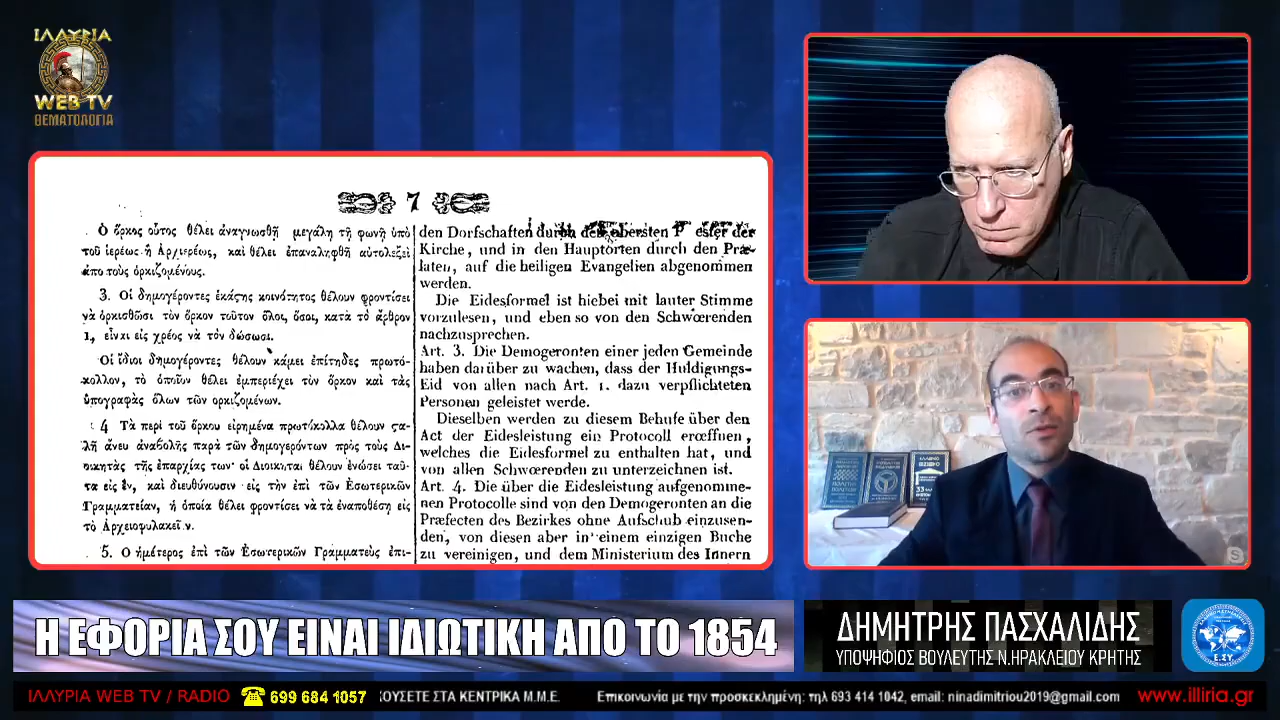 ΙΛΛΥΡΙΑ
WEB TV
ΘΕΜΑΤΟΛΟΓΙΑ
7
ὁ ὅρκος οὗτος θέλει ἀναγνωσθῆ μεγάλῃ τῇ φωνῇ ὑπὸ
τοῦ ἱερέως ἢ Ἀρχιερέως, καὶ θέλει ἐπαναληφθῆ αὐτολεξεὶ
ἀπὸ τοὺς ὁρκιζομένους.
3. Οἱ δημογέροντες ἑκάστης κοινότητος θέλουν φροντίσει
νὰ ὁρκισθῶσι τὸν ὅρκον τοῦτον ὅλοι, ὅσοι, κατὰ τὸ ἄρθρον
1, εἶναι εἰς χρέος νὰ τὸν δώσωσι.
Οἱ ἴδιοι δημογέροντες θέλουν κάμει ἐπίτηδες πρωτό-
κολλον, τὸ ὁποῖον θέλει ἐμπεριέχει τὸν ὅρκον καὶ τὰς
ὑπογραφὰς ὅλων τῶν ὁρκιζομένων.
4 Τὰ περὶ τοῦ ὅρκου εἰρημένα πρωτόκολλα θέλουν ϛα-
λῆ ἄνευ ἀναβολῆς παρὰ τῶν δημογερόντων πρὸς τοὺς Δι-
οικητὰς τῆς ἐπαρχίας των· οἱ Διοικηταὶ θέλουν ἑνώσει ταῦ-
τα εἰς ἓν, καὶ διευθύνουσιν εἰς τὴν ἐπὶ τῶν Ἐσωτερικῶν
Γραμματείαν, ἡ ὁποία θέλει φροντίσει νὰ τὰ ἐναποθέσῃ εἰς
τὸ Ἀρχειοφυλακεῖον.
5. Ὁ ἡμέτερος ἐπὶ τῶν Ἐσωτερικῶν Γραμματεὺς ἐπι-
den Dorfschaften durch den obersten Priester der
Kirche, und in den Hauptorten durch den Præ-
laten, auf die heiligen Evangelien abgenommen
werden.
Die Eidesformel ist hiebei mit lauter Stimme
vorzulesen, und eben so von den Schwœrenden
nachzusprechen.
Art. 3. Die Demogeronten einer jeden Gemeinde
haben darüber zu wachen, dass der Huldigungs-
Eid von allen nach Art. 1. dazu verpflichteten
Personen geleistet werde.
Dieselben werden zu diesem Behufe über den
Act der Eidesleistung ein Protocoll erœffnen,
welches die Eidesformel zu enthalten hat, und
von allen Schwœrenden zu unterzeichnen ist.
Art. 4. Die über die Eidesleistung aufgenomme-
nen Protocolle sind von den Demogeronten an die
Præfecten des Bezirkes ohne Aufschub einzusen-
den, von diesen aber in einem einzigen Buche
zu vereinigen, und dem Ministerium des Innern
Η ΕΦΟΡΙΑ ΣΟΥ ΕΙΝΑΙ ΙΔΙΩΤΙΚΗ ΑΠΟ ΤΟ 1854
ΔΗΜΗΤΡΗΣ ΠΑΣΧΑΛΙΔΗΣ
ΥΠΟΨΗΦΙΟΣ ΒΟΥΛΕΥΤΗΣ Ν.ΗΡΑΚΛΕΙΟΥ ΚΡΗΤΗΣ
Ε.ΣΥ
ΙΛΛΥΡΙΑ WEB TV / RADIO 699 684 1057 ΚΟΥΣΕΤΕ ΣΤΑ ΚΕΝΤΡΙΚΑ Μ.Μ.Ε. Επικοινωνία με την προσκεκλημένη: τηλ 693 414 1042, email: ninadimitriou2019@gmail.com www.illiria.gr